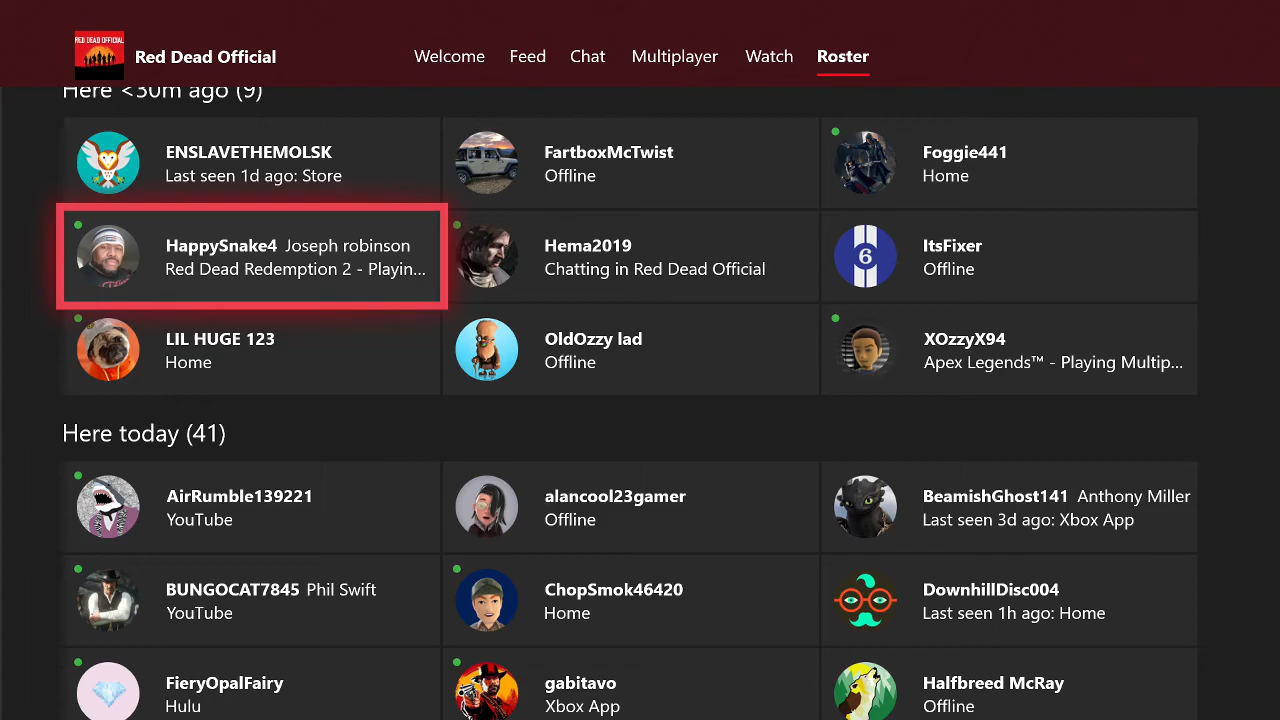 RED DEAD OFFICIAL
Red Dead Official
Welcome
Feed
Chat
Multiplayer
Watch
Roster
Here <30m ago (9)
ENSLAVETHEMOLSK
Last seen 1d ago: Store
FartboxMcTwist
Offline
Foggie441
Home
HappySnake4 Joseph robinson
Red Dead Redemption 2 - Playin...
Hema2019
Chatting in Red Dead Official
6
ItsFixer
Offline
LIL HUGE 123
Home
OldOzzy lad
Offline
XOzzyX94
Apex Legends™ - Playing Multip...
Here today (41)
AirRumble139221
YouTube
alancool23gamer
Offline
BeamishGhost141 Anthony Miller
Last seen 3d ago: Xbox App
BUNGOCAT7845 Phil Swift
YouTube
ChopSmok46420
Home
DownhillDisc004
Last seen 1h ago: Home
FieryOpalFairy
Hulu
gabitavo
Xbox App
Halfbreed McRay
Offline